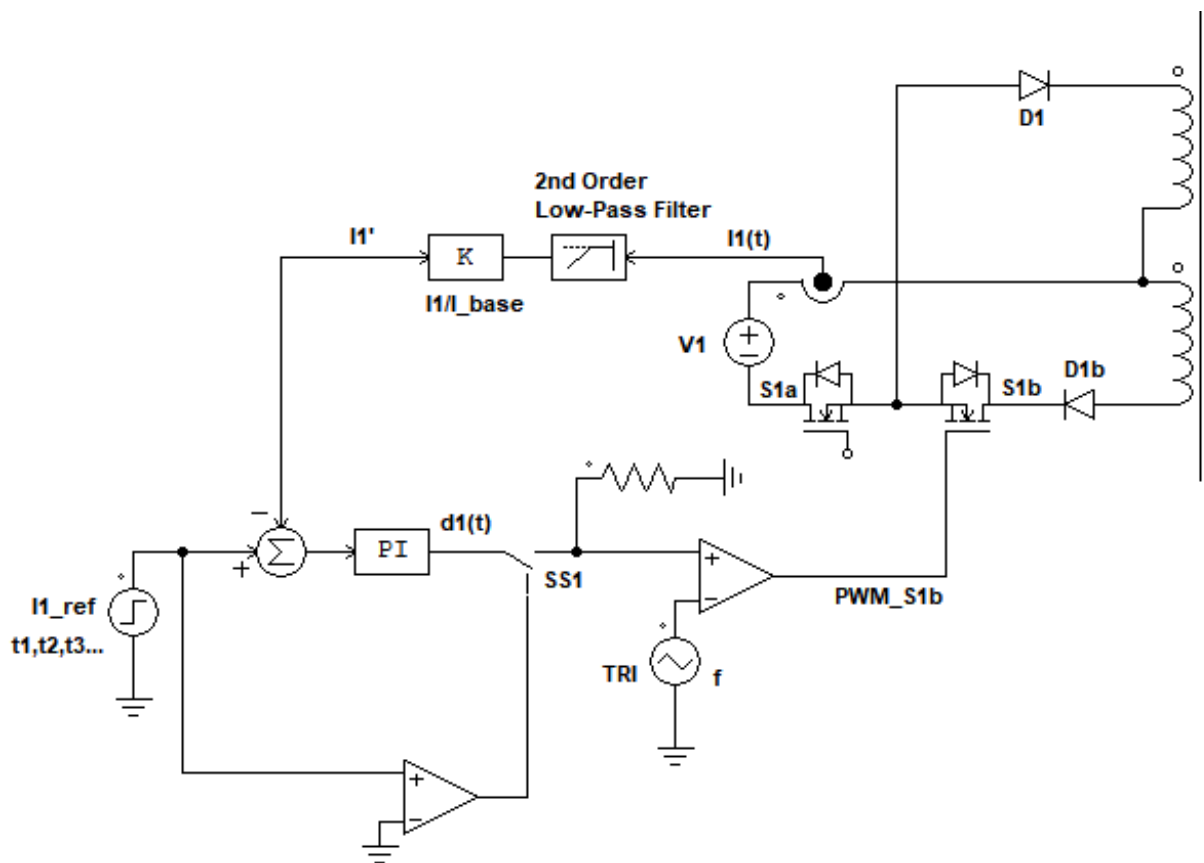 D1
2nd Order
Low-Pass Filter
I1'
K
I1(t)
I1/I_base
V1
S1a
S1b
D1b
d1(t)
PI
Σ
SS1
PWM_S1b
I1_ref
t1,t2,t3...
TRI
f